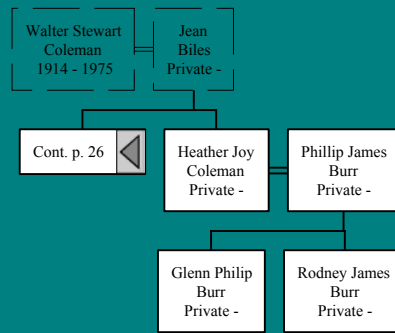 Walter Stewart
Coleman
1914 - 1975
Jean
Biles
Private -
Cont. p. 26
Heather Joy
Coleman
Private -
Phillip James
Burr
Private -
Glenn Philip
Burr
Private -
Rodney James
Burr
Private -